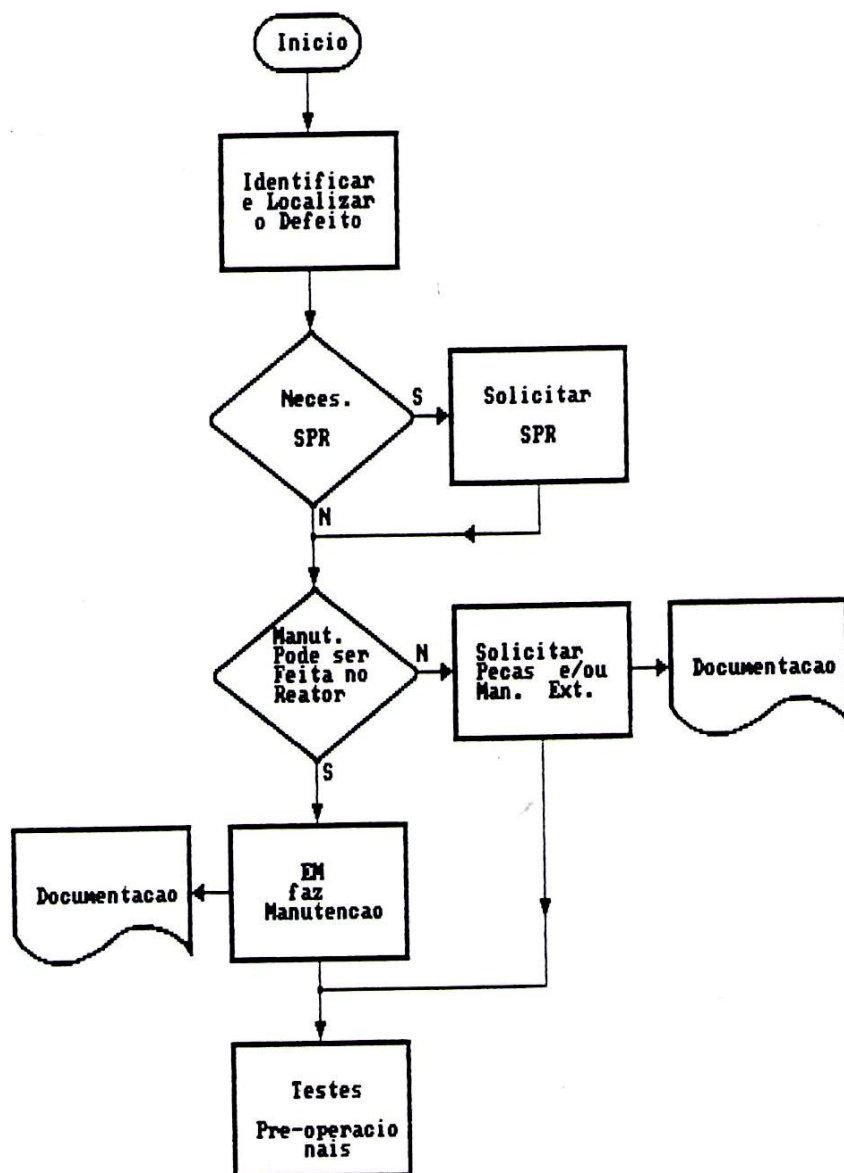 Inicio
Identificar
e Localizar
o Defeito
Neces.
SPR
S
Solicitar
SPR
N
Manut.
Pode ser
Feita no
Reator
N
Solicitar
Pecas e/ou
Man. Ext.
Documentacao
S
EM
faz
Manutencao
Documentacao
Testes
Pre-operacio
nais